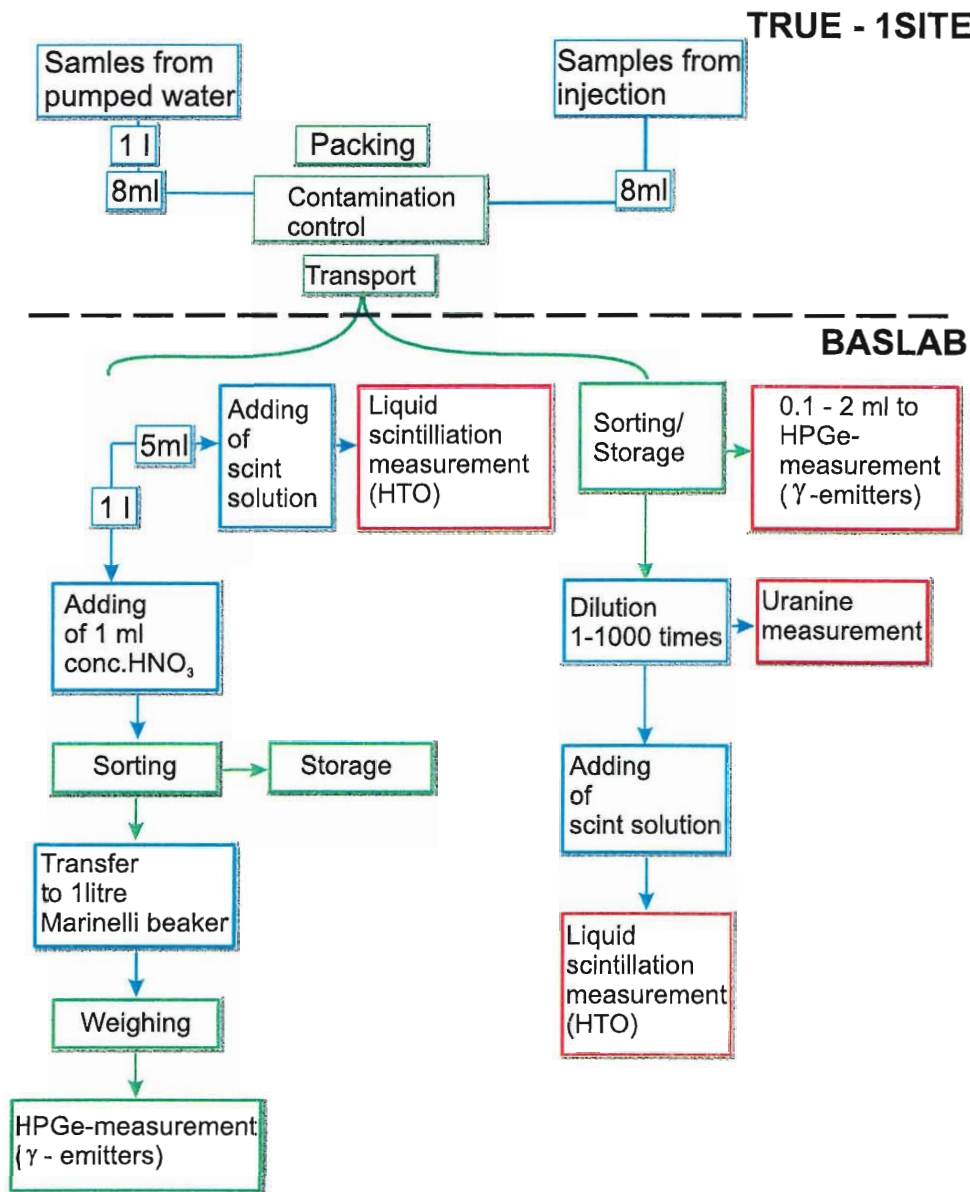 TRUE - 1SITE
Samles from
pumped water
Samples from
injection
1 l
Packing
8ml
Contamination
control
8ml
Transport
BASLAB
5ml
Adding
of
scint
solution
Liquid
scintilliation
measurement
(HTO)
Sorting/
Storage
0.1 - 2 ml to
HPGe-
measurement
(γ-emitters)
1 l
Adding
of 1 ml
conc.HNO₃
Dilution
1-1000 times
Uranine
measurement
Sorting
Storage
Adding
of
scint solution
Transfer
to 1litre
Marinelli beaker
Liquid
scintillation
measurement
(HTO)
Weighing
HPGe-measurement
(γ - emitters)